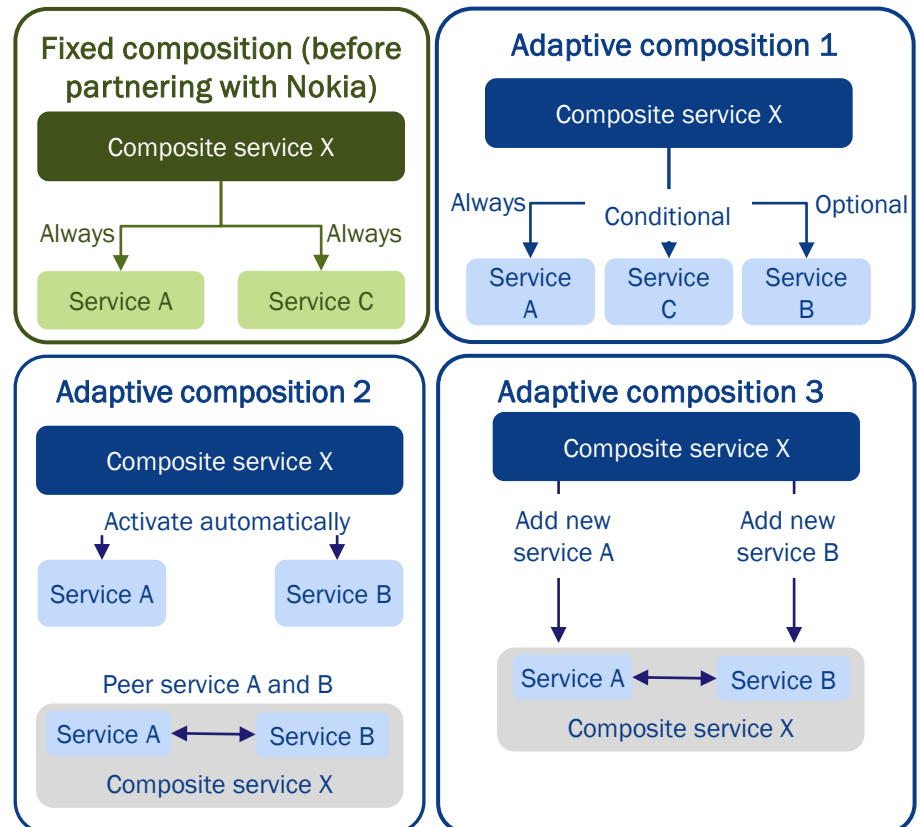 Fixed composition (before
partnering with Nokia)
Composite service X
Always
Always
Service A
Service C
Adaptive composition 1
Composite service X
Always
Conditional
Optional
Service
A
Service
C
Service
B
Adaptive composition 2
Composite service X
Activate automatically
Service A
Service B
Peer service A and B
Service A
Service B
Composite service X
Adaptive composition 3
Composite service X
Add new
service A
Add new
service B
Service A
Service B
Composite service X